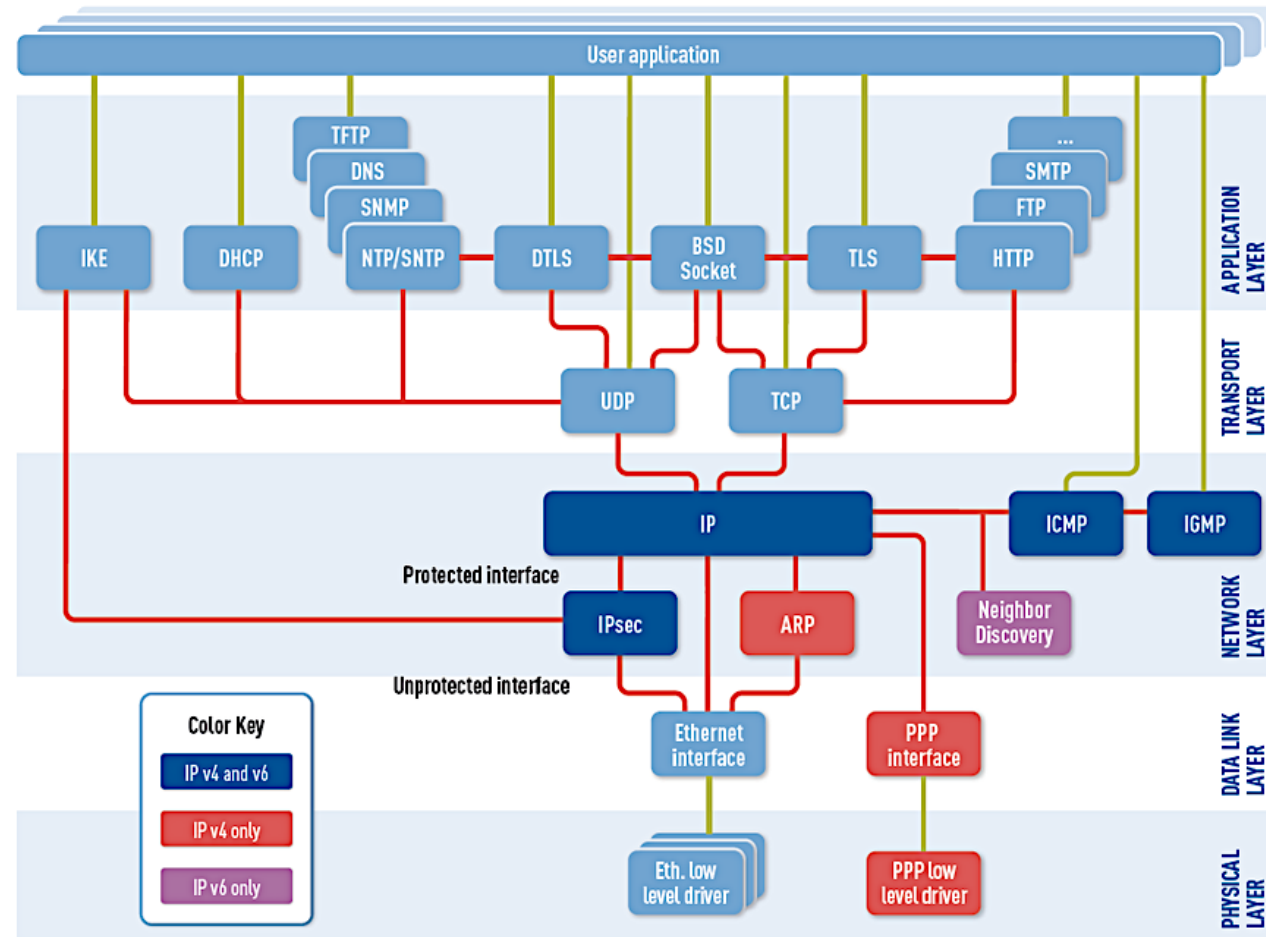 User application
TFTP
DNS
SNMP
NTP/SNTP
...
SMTP
FTP
HTTP
IKE
DHCP
DTLS
BSD
Socket
TLS
APPLICATION
LAYER
UDP
TCP
TRANSPORT
LAYER
IP
ICMP
IGMP
Protected interface
IPsec
ARP
Neighbor
Discovery
NETWORK
LAYER
Unprotected interface
Ethernet
interface
PPP
interface
DATA LINK
LAYER
Color Key
IP v4 and v6
IP v4 only
IP v6 only
Eth. low
level driver
PPP low
level driver
PHYSICAL
LAYER